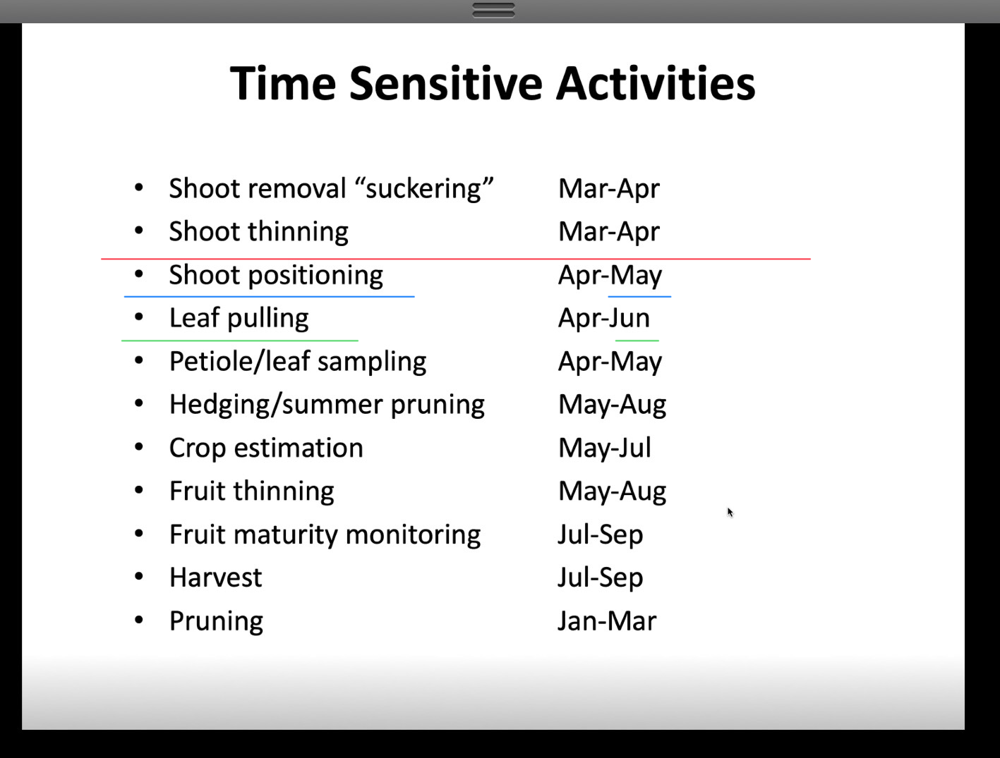 Time Sensitive Activities
• Shoot removal “suckering” Mar-Apr
• Shoot thinning Mar-Apr
• Shoot positioning Apr-May
• Leaf pulling Apr-Jun
• Petiole/leaf sampling Apr-May
• Hedging/summer pruning May-Aug
• Crop estimation May-Jul
• Fruit thinning May-Aug
• Fruit maturity monitoring Jul-Sep
• Harvest Jul-Sep
• Pruning Jan-Mar